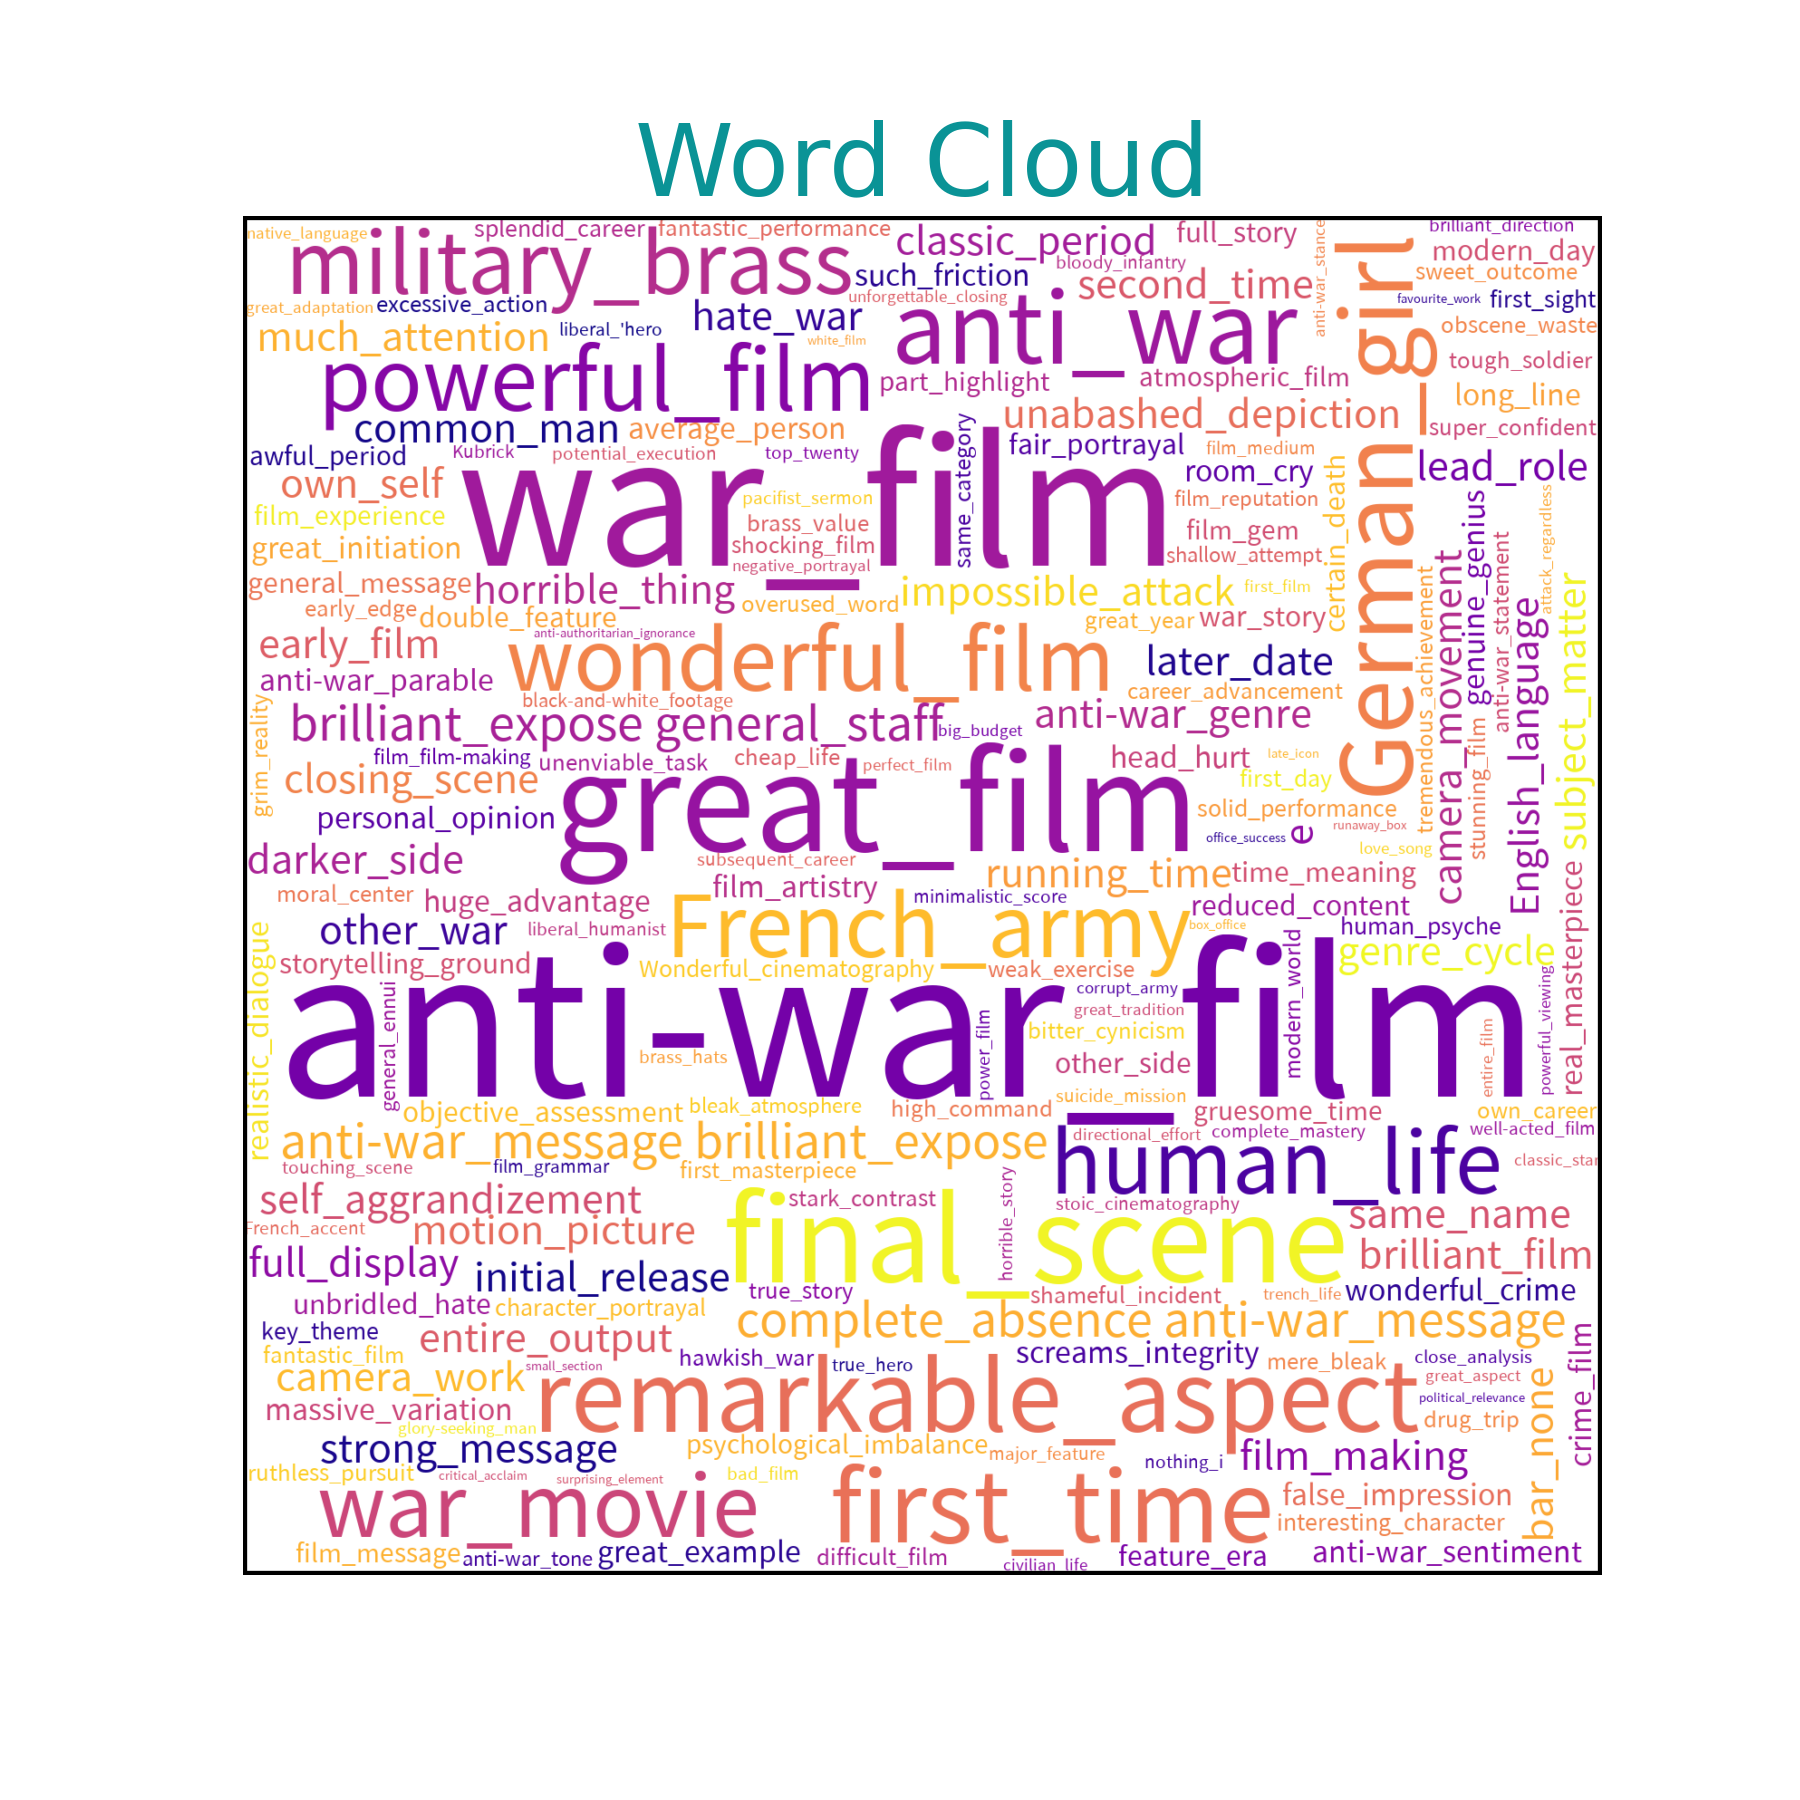 Word Cloud
native_language
splendid_career
fantastic_performance
classic_period
full_story
brilliant_direction
military_brass
modern_day
anti-war_stance
German_girl
such_friction
bloody_infantry
sweet_outcome
second_time
great_adaptation
excessive_action
unforgettable_closing
favourite_work
first_sight
hate_war
anti_war
much_attention
liberal_'hero
white_film
obscene_waste
powerful_film
tough_soldier
part_highlight
atmospheric_film
long_line
unabashed_depiction
common_man
average_person
super_confident
awful_period
Kubrick
potential_execution
top_twenty
same_category
fair_portrayal
film_medium
room_cry
lead_role
own_self
war_film
pacifist_sermon
film_reputation
certain_death
genuine_genius
attack_regardless
film_experience
brass_value
film_gem
great_initiation
shocking_film
shallow_attempt
negative_portrayal
general_message
horrible_thing
impossible_attack
first_film
camera_movement
anti-war_statement
subject_matter
early_edge
double_feature
overused_word
great_year
war_story
tremendous_achievement
English_language
anti-authoritarian_ignorance
early_film
wonderful_film
later_date
anti-war_parable
career_advancement
grim_reality
black-and-white_footage
brilliant_expose
general_staff
anti-war_genre
big_budget
stunning_film
film_film-making
unenviable_task
cheap_life
perfect_film
head_hurt
late_icon
closing_scene
first_day
great_film
personal_opinion
solid_performance
e
runaway_box
office_success
darker_side
subsequent_career
love_song
running_time
time_meaning
film_artistry
moral_center
huge_advantage
minimalistic_score
reduced_content
real_masterpiece
French_army
box_office
other_war
liberal_humanist
human_psyche
genre_cycle
realistic_dialogue
storytelling_ground
Wonderful_cinematography
weak_exercise
modern_world
powerful_viewing
general_ennui
anti-war_film
corrupt_army
great_tradition
power_film
bitter_cynicism
entire_film
brass_hats
other_side
suicide_mission
objective_assessment
bleak_atmosphere
high_command
gruesome_time
own_career
anti-war_message
brilliant_expose
directional_effort
complete_mastery
well-acted_film
human_life
touching_scene
film_grammar
first_masterpiece
classic_star
self_aggrandizement
stark_contrast
horrible_story
stoic_cinematography
French_accent
motion_picture
final_scene
same_name
full_display
initial_release
brilliant_film
true_story
shameful_incident
trench_life
wonderful_crime
unbridled_hate
character_portrayal
key_theme
entire_output
complete_absence
anti-war_message
fantastic_film
small_section
hawkish_war
true_hero
screams_integrity
mere_bleak
close_analysis
crime_film
camera_work
great_aspect
remarkable_aspect
political_relevance
bar_none
massive_variation
glory-seeking_man
drug_trip
strong_message
psychological_imbalance
major_feature
nothing_i
film_making
ruthless_pursuit
critical_acclaim
surprising_element
bad_film
war_movie
first_time
false_impression
interesting_character
film_message
anti-war_tone
great_example
difficult_film
civilian_life
feature_era
anti-war_sentiment